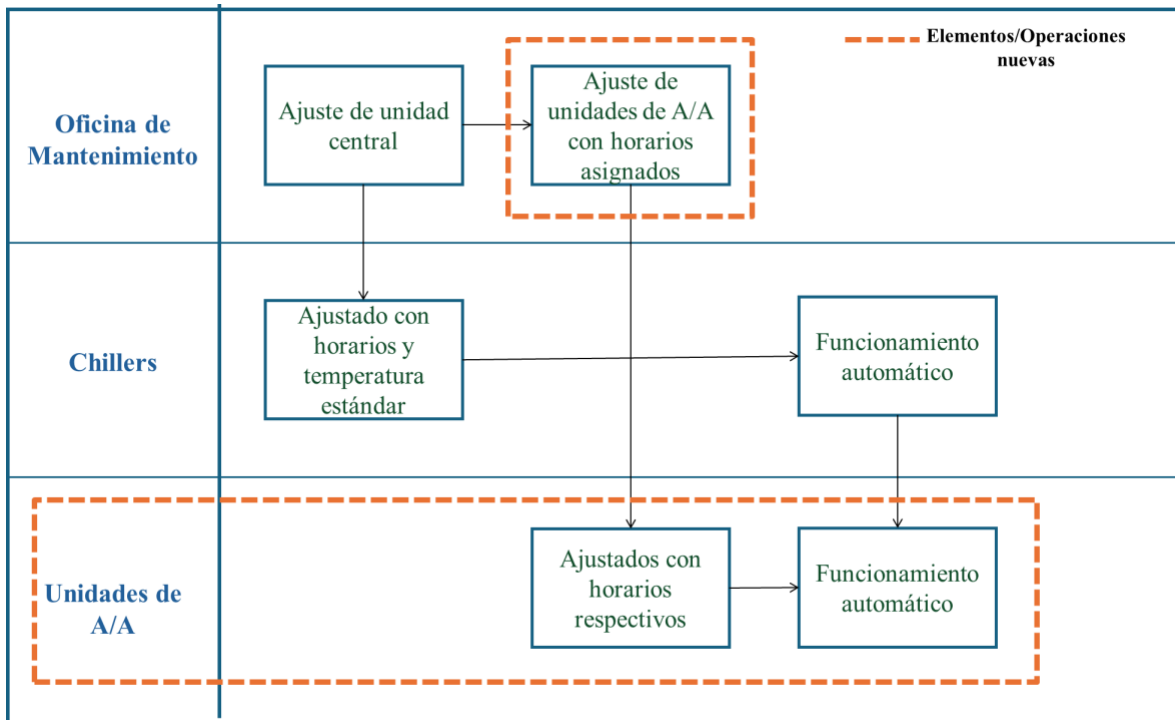 Elementos/Operaciones
nuevas
Oficina de
Mantenimiento
Ajuste de unidad
central
Ajuste de
unidades de A/A
con horarios
asignados
Chillers
Ajustado con
horarios y
temperatura
estándar
Funcionamiento
automático
Unidades de
A/A
Ajustados con
horarios
respectivos
Funcionamiento
automático